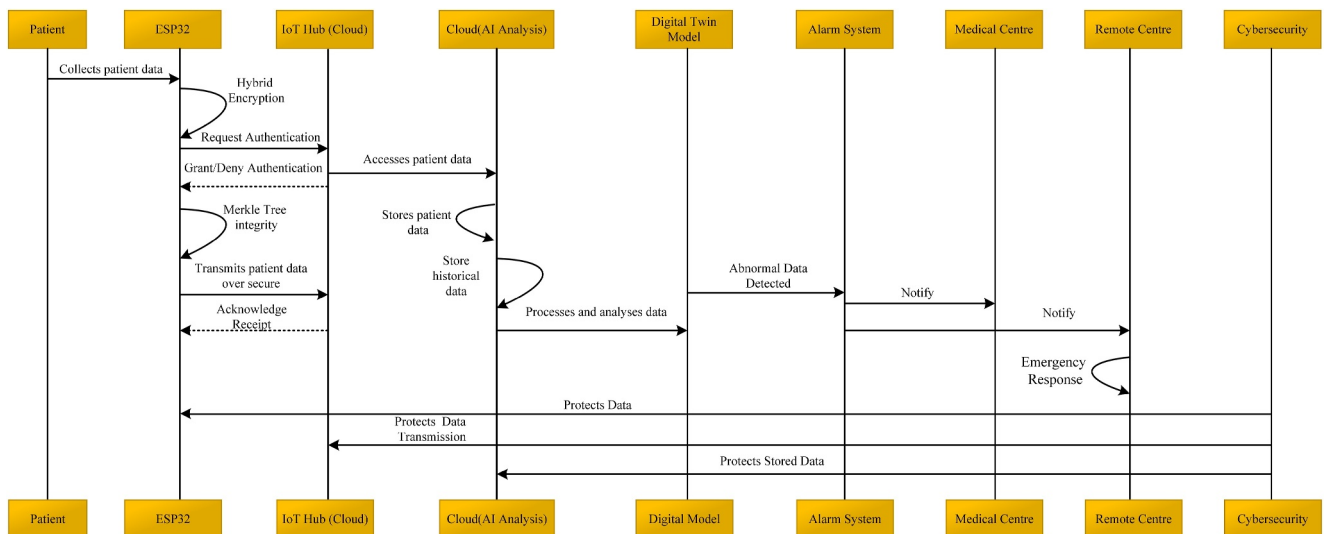 Patient
ESP32
IoT Hub (Cloud)
Cloud(AI Analysis)
Digital Twin
Model
Alarm System
Medical Centre
Remote Centre
Cybersecurity
Collects patient data
Hybrid
Encryption
Request Authentication
Grant/Deny Authentication
Accesses patient data
Merkle Tree
integrity
Stores patient
data
Store
historical
data
Transmits patient data
over secure
Abnormal Data
Detected
Notify
Acknowledge
Receipt
Processes and analyses data
Notify
Emergency
Response
Protects Data
Protects Data
Transmission
Protects Stored Data
Patient
ESP32
IoT Hub (Cloud)
Cloud(AI Analysis)
Digital Model
Alarm System
Medical Centre
Remote Centre
Cybersecurity